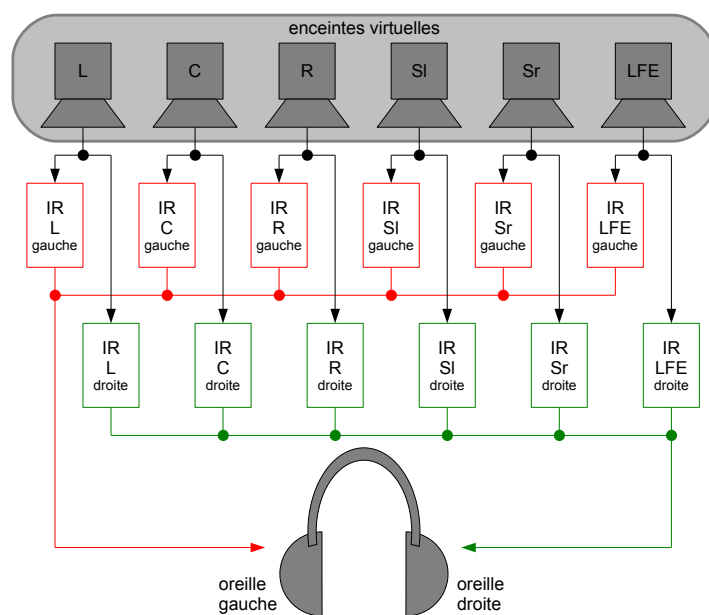 enceintes virtuelles
L
C
R
Sl
Sr
LFE
IR
L
gauche
IR
C
gauche
IR
R
gauche
IR
Sl
gauche
IR
Sr
gauche
IR
LFE
gauche
IR
L
droite
IR
C
droite
IR
R
droite
IR
Sl
droite
IR
Sr
droite
IR
LFE
droite
oreille
gauche
oreille
droite